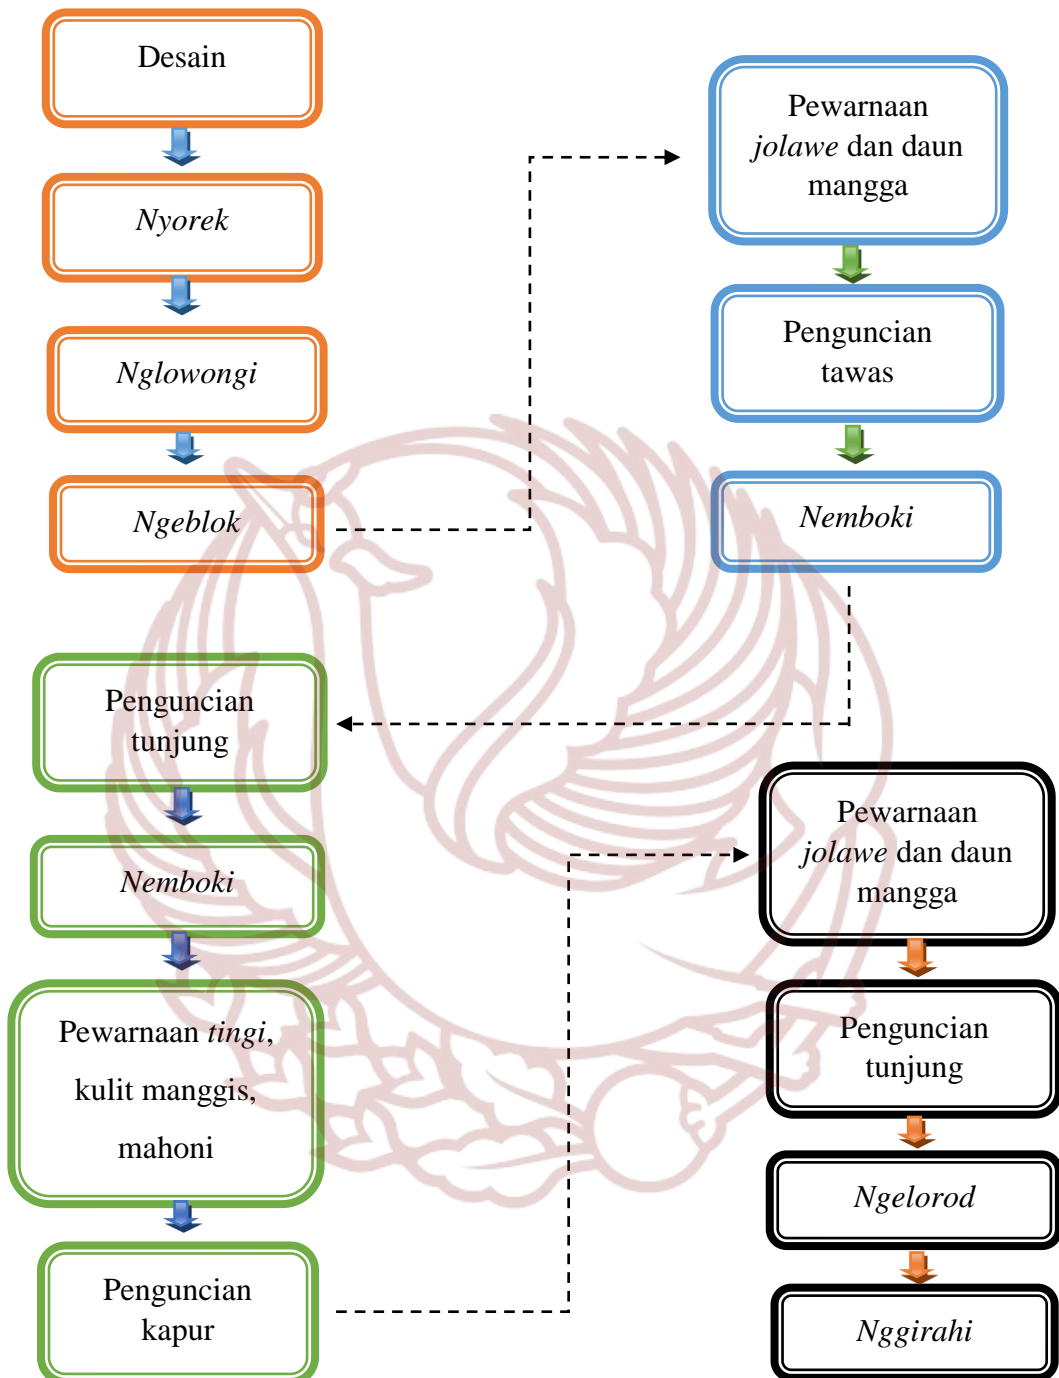 Desain
Nyorek
Nglowongi
Ngeblok
Pewarnaan
jolawe dan daun
mangga
Penguncian
tawas
Nemboki
Penguncian
tunjung
Nemboki
Pewarnaan tingi,
kulit manggis,
mahoni
Penguncian
kapur
Pewarnaan
jolawe dan daun
mangga
Penguncian
tunjung
Ngelorod
Nggirahi